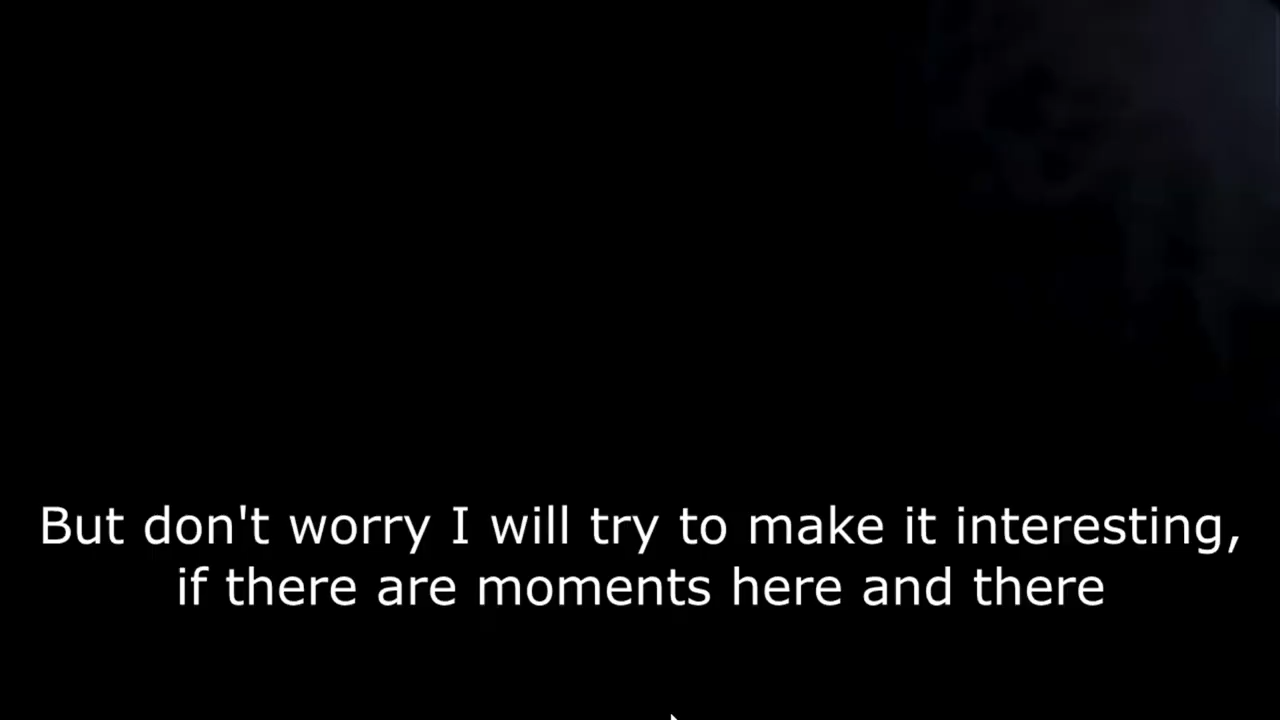 But don't worry I will try to make it interesting,
if there are moments here and there